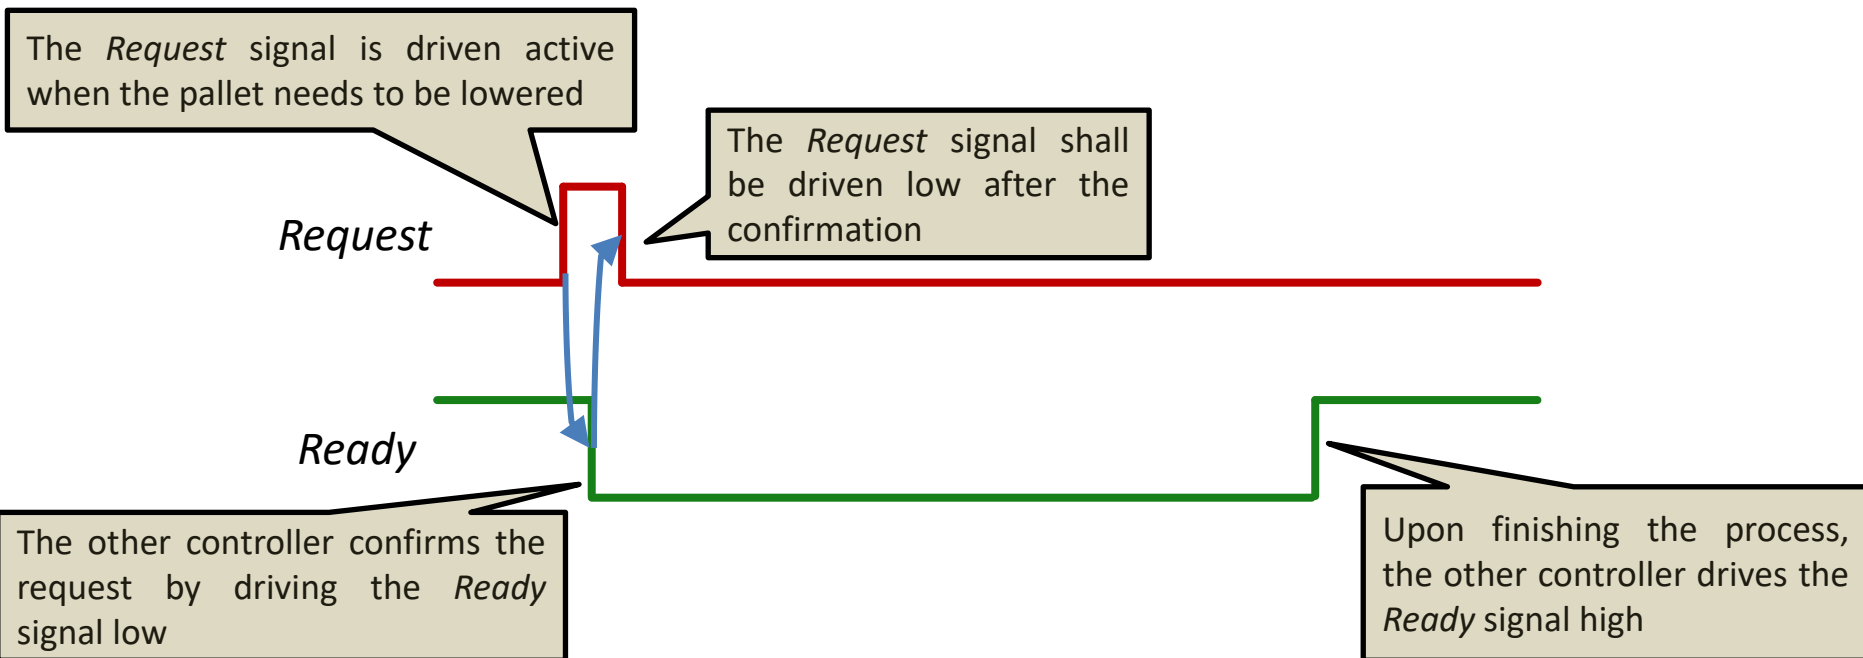 The Request signal is driven active
when the pallet needs to be lowered
The Request signal shall
be driven low after the
confirmation
Request
Ready
The other controller confirms the
request by driving the Ready
signal low
Upon finishing the process,
the other controller drives the
Ready signal high